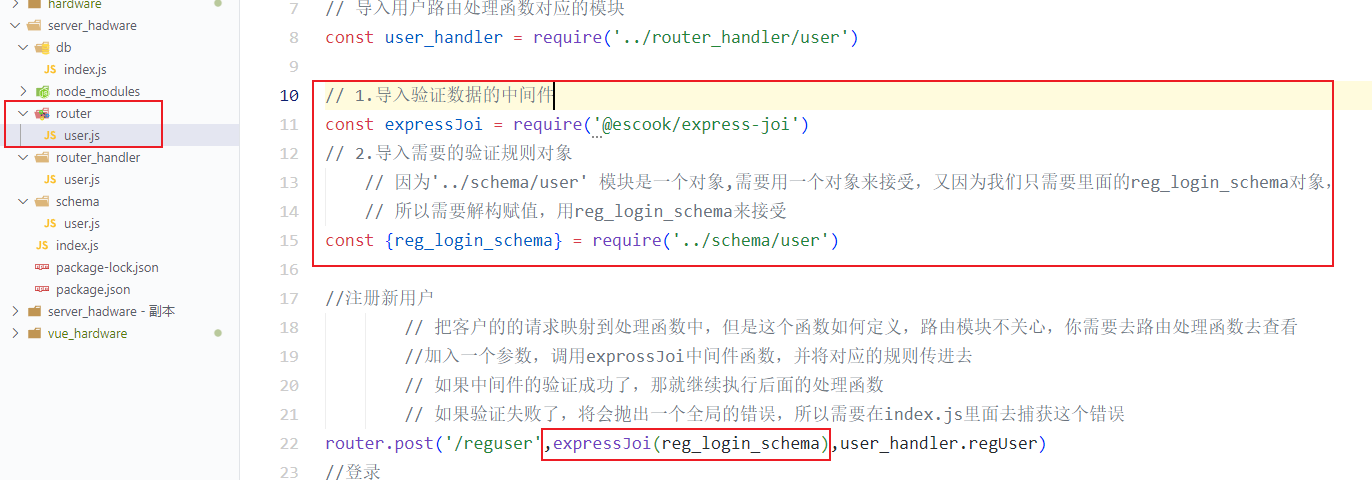 hardware
server_hadware
db
JS index.js
node_modules
router
JS user.js
router_handler
JS user.js
schema
JS user.js
JS index.js
package-lock.json
package.json
server_hadware - 副本
vue_hardware
7 // 导入用户路由处理函数对应的模块
8 const user_handler = require('../router_handler/user')
9
10 // 1.导入验证数据的中间件
11 const expressJoi = require('@escook/express-joi')
12 // 2.导入需要的验证规则对象
13 // 因为'../schema/user' 模块是一个对象,需要用一个对象来接受，又因为我们只需要里面的reg_login_schema对象，
14 // 所以需要解构赋值，用reg_login_schema来接受
15 const {reg_login_schema} = require('../schema/user')
16
17 //注册新用户
18 // 把客户的的请求映射到处理函数中，但是这个函数如何定义，路由模块不关心，你需要去路由处理函数去查看
19 //加入一个参数，调用exprossJoi中间件函数，并将对应的规则传进去
20 // 如果中间件的验证成功了，那就继续执行后面的处理函数
21 // 如果验证失败了，将会抛出一个全局的错误，所以需要在index.js里面去捕获这个错误
22 router.post('/reguser',expressJoi(reg_login_schema),user_handler.regUser)
23 //登录